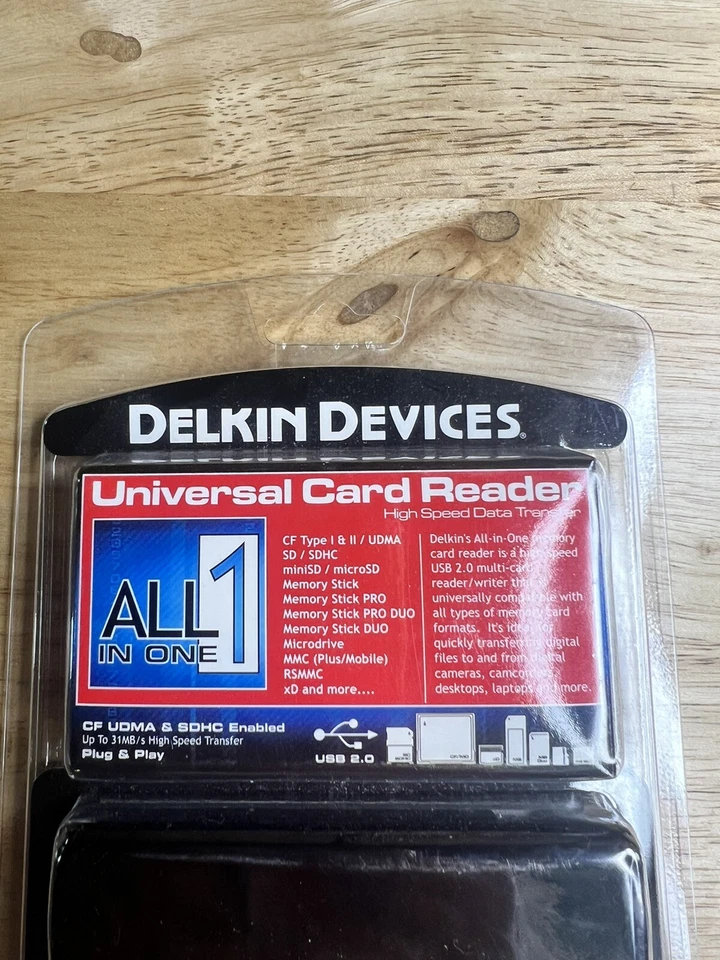 DELKIN DEVICES®
Universal Card Reader
High Speed Data Transfer
ALL
IN ONE
1
CF Type I & II / UDMA
SD / SDHC
miniSD / microSD
Memory Stick
Memory Stick PRO
Memory Stick PRO DUO
Memory Stick DUO
Microdrive
MMC (Plus/Mobile)
RSMMC
xD and more....
Delkin's All-in-One memory
card reader is a high speed
USB 2.0 multi-card
reader/writer that is
universally compatible with
all types of memory card
formats. It's ideal for
quickly transferring digital
files to and from digital
cameras, camcorders,
desktops, laptops and more.
CF UDMA & SDHC Enabled
Up To 31MB/s High Speed Transfer
Plug & Play
USB 2.0